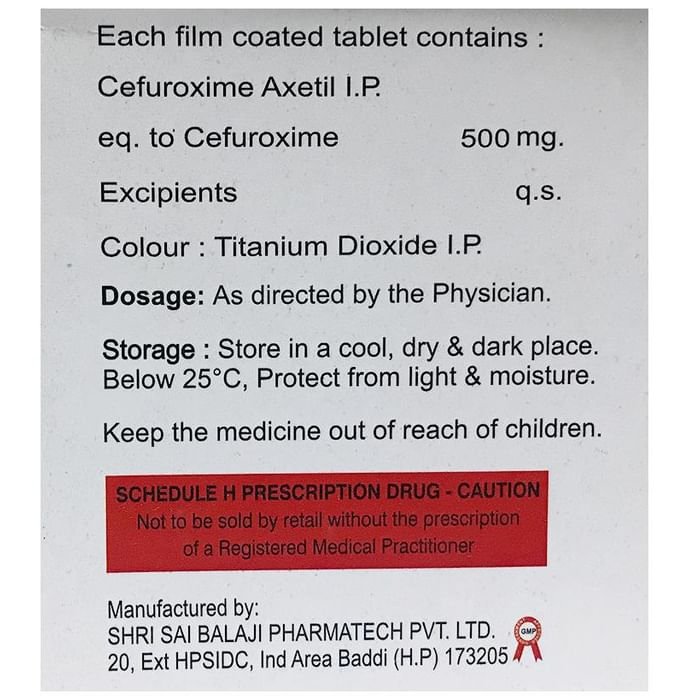 Each film coated tablet contains :
Cefuroxime Axetil I.P.
eq. to Cefuroxime 500 mg.
Excipients q.s.
Colour : Titanium Dioxide I.P.
Dosage: As directed by the Physician.
Storage : Store in a cool, dry & dark place.
Below 25°C, Protect from light & moisture.
Keep the medicine out of reach of children.
SCHEDULE H PRESCRIPTION DRUG - CAUTION
Not to be sold by retail without the prescription
of a Registered Medical Practitioner
Manufactured by:
SHRI SAI BALAJI PHARMATECH PVT. LTD.
GMP
20, Ext HPSIDC, Ind Area Baddi (H.P) 173205